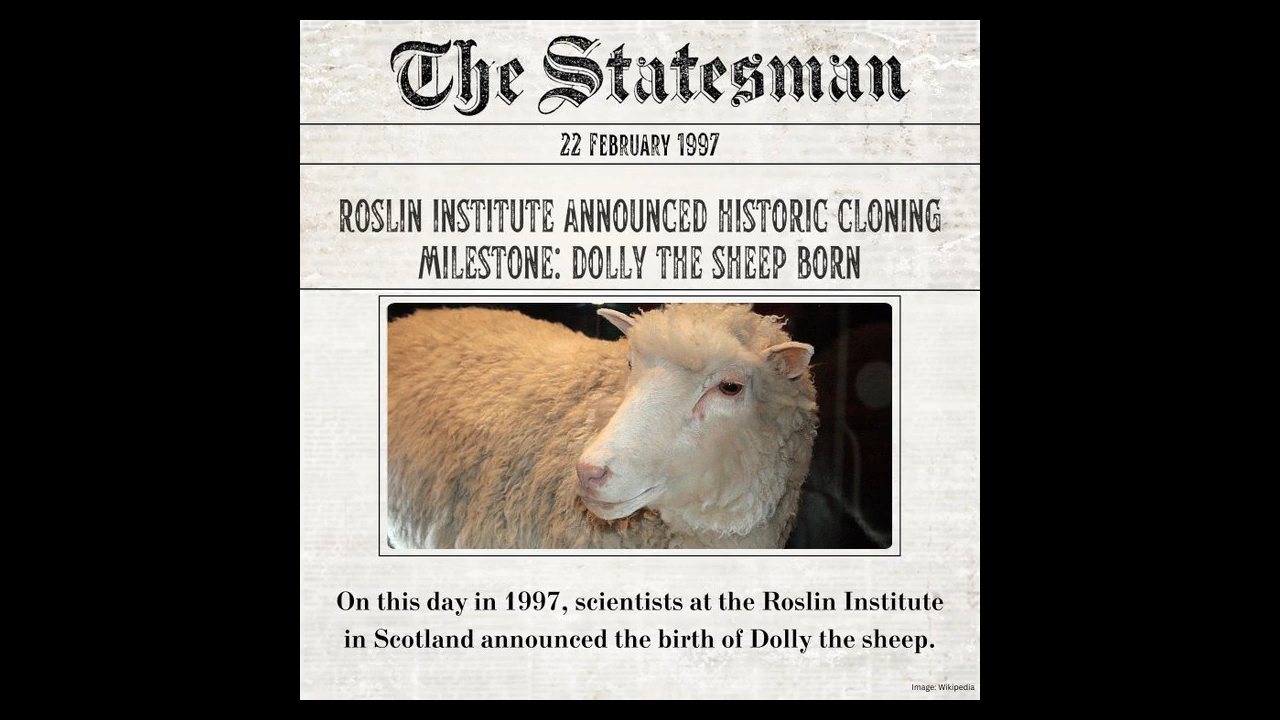 The Statesman
22 February 1997
ROSLIN INSTITUTE ANNOUNCED HISTORIC CLONING
MILESTONE: DOLLY THE SHEEP BORN
On this day in 1997, scientists at the Roslin Institute
in Scotland announced the birth of Dolly the sheep.
Image: Wikipedia